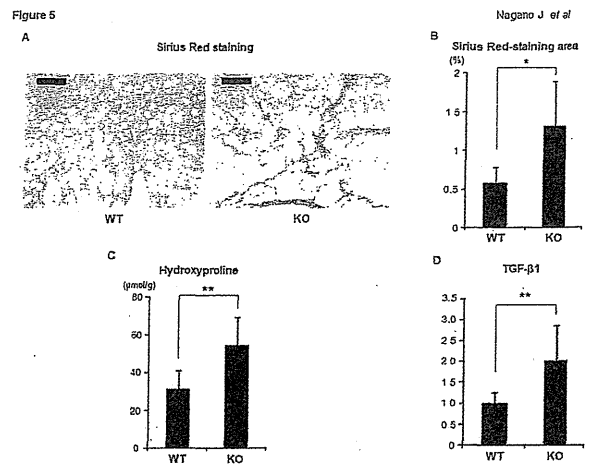 Figure 5
Nagano J et al
A
Sirius Red staining
WT
KO
B
Sirius Red-staining area
(%)
2
1.5
1
0.5
0
*
WT
KO
C
Hydroxyproline
(μmol/g)
80
60
40
20
0
**
WT
KO
D
TGF-β1
3.5
3.0
2.5
2.0
1.5
1 0
0.5
0
**
WT
KO